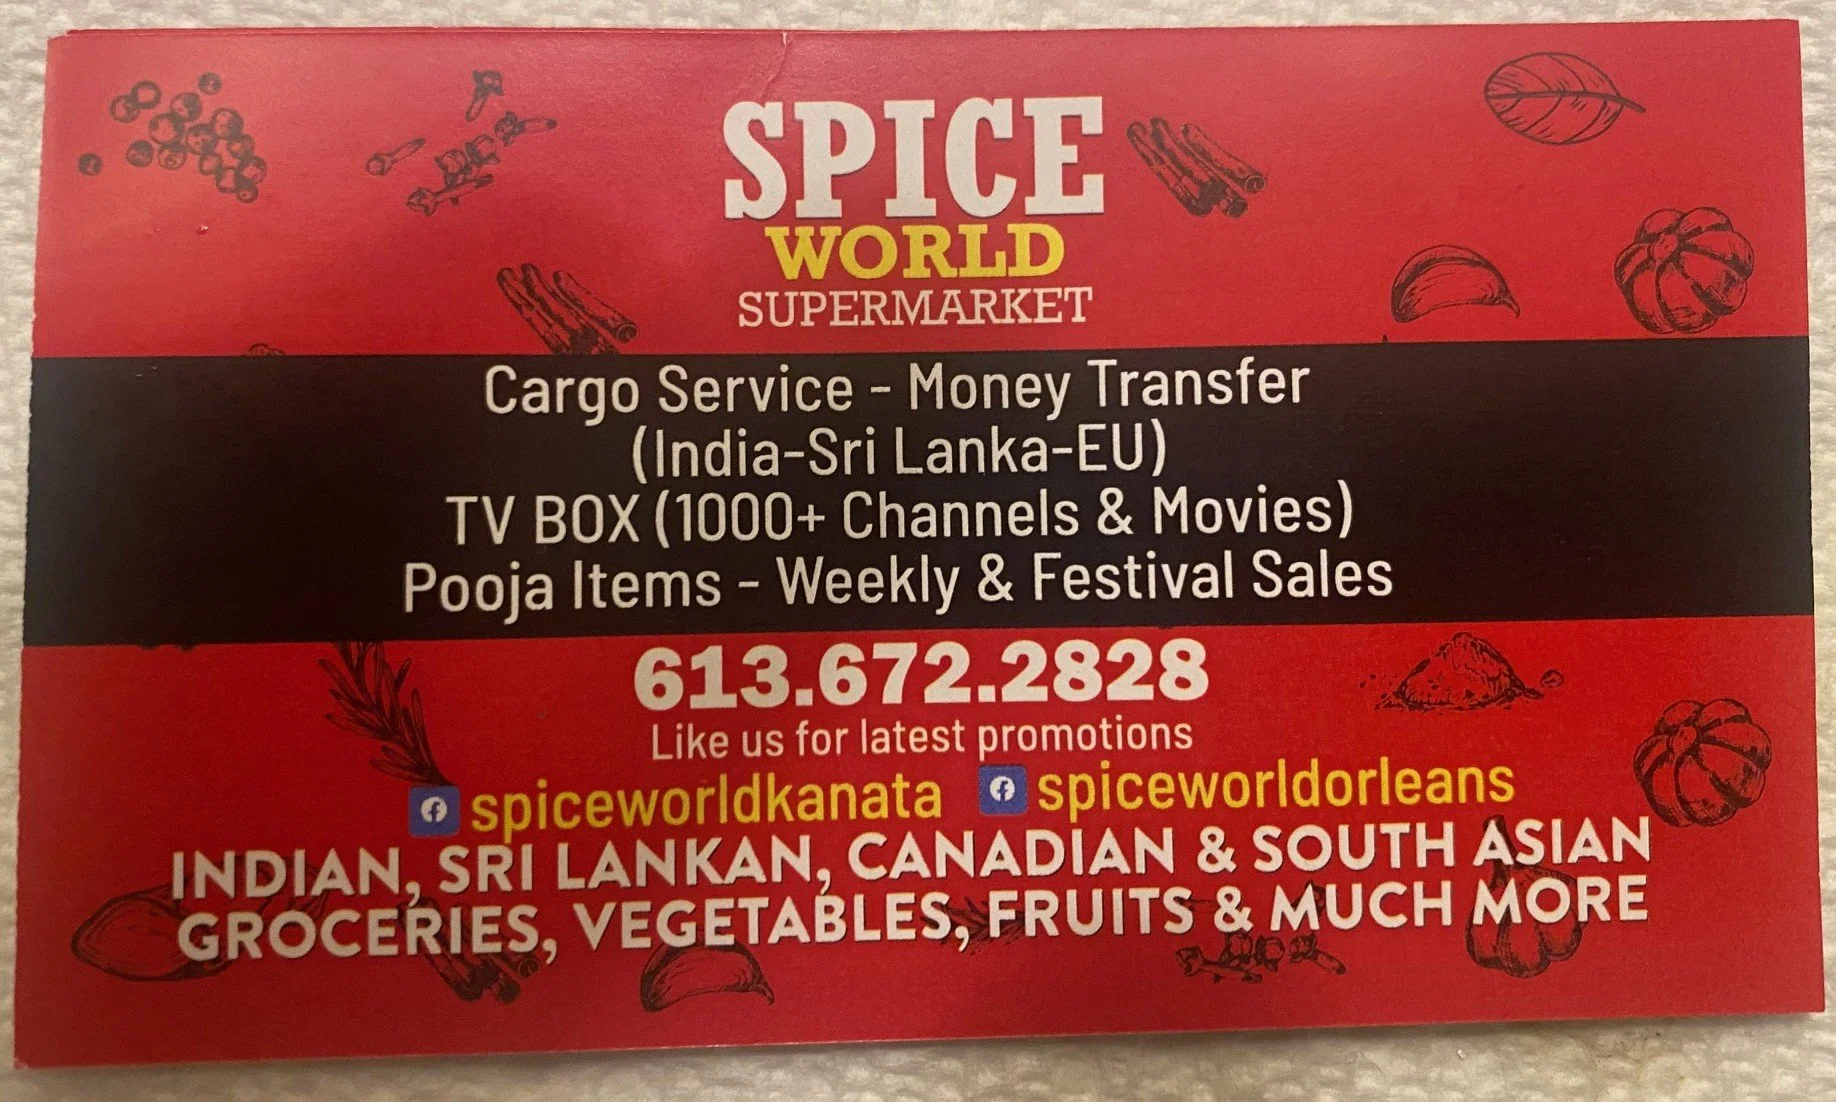 SPICE
WORLD
SUPERMARKET
Cargo Service - Money Transfer
(India-Sri Lanka-EU)
TV BOX (1000+ Channels & Movies)
Pooja Items - Weekly & Festival Sales
613.672.2828
Like us for latest promotions
spiceworldkanata spiceworldorleans
INDIAN, SRI LANKAN, CANADIAN & SOUTH ASIAN
GROCERIES, VEGETABLES, FRUITS & MUCH MORE